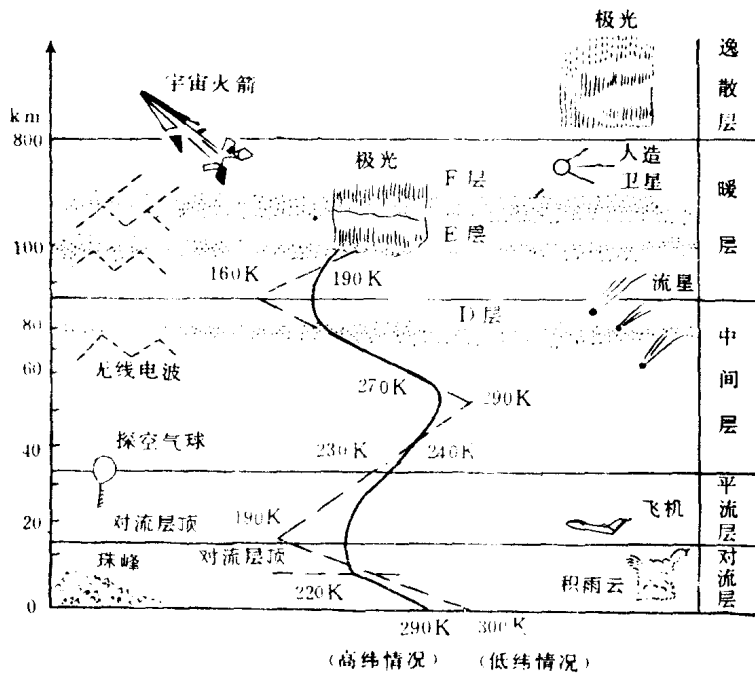 极光
逸散层
km
宇宙火箭
800
极光
人造
卫星
F层
暖层
E层
100
160K
190K
流星
D层
80
中间层
无线电波
60
270K
290K
探空气球
40
230K
240K
平流层
190K
飞机
20
对流层顶
对流层顶
珠峰
对流层
积雨云
220K
0
290K
300K
(高纬情况)
(低纬情况)